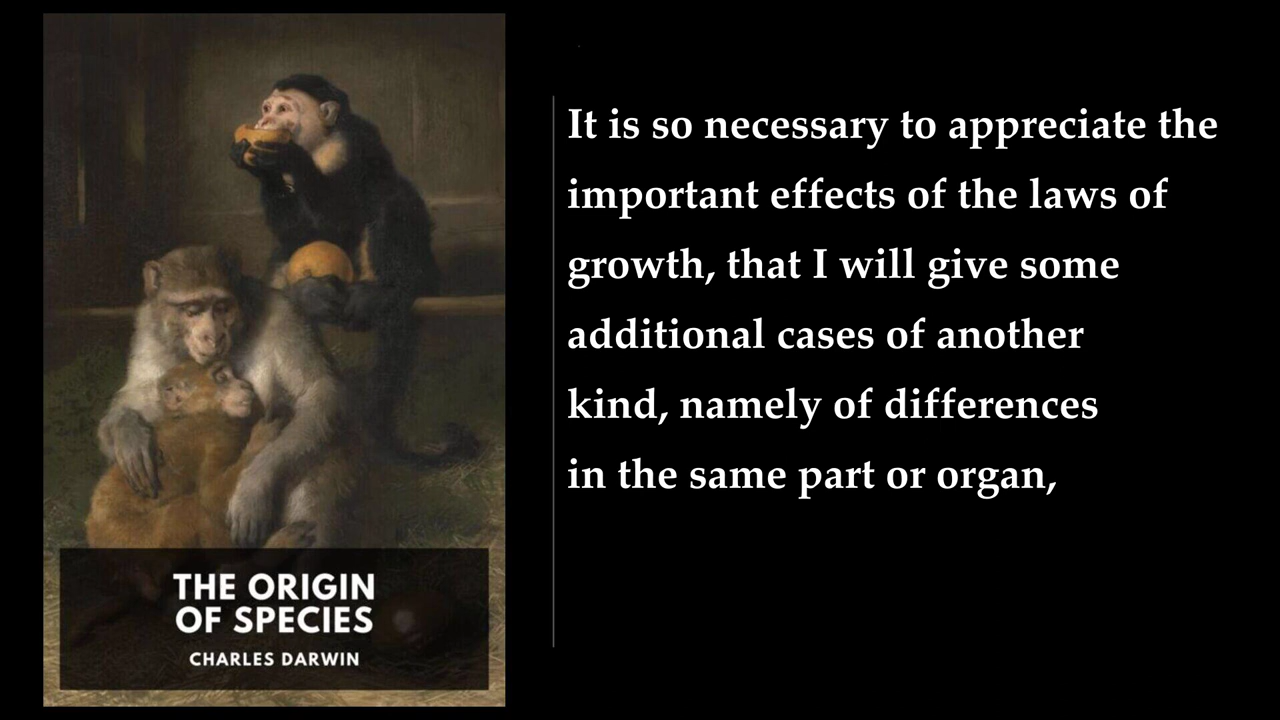 THE ORIGIN
OF SPECIES
CHARLES DARWIN
It is so necessary to appreciate the
important effects of the laws of
growth, that I will give some
additional cases of another
kind, namely of differences
in the same part or organ,